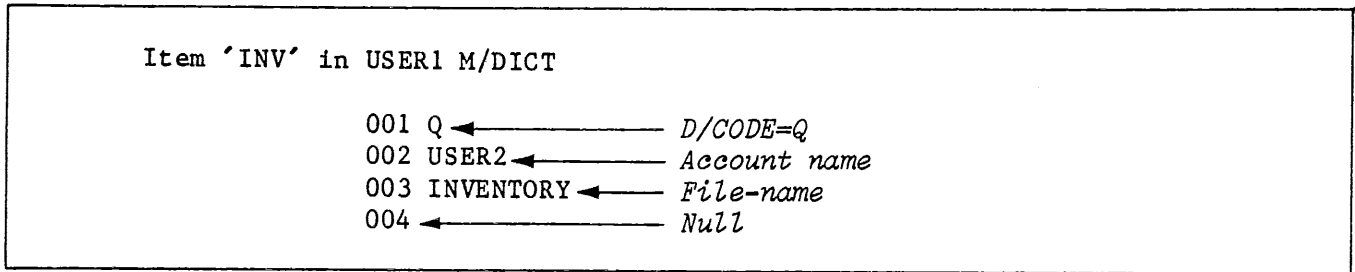 Item 'INV' in USER1 M/DICT
001 Q D/CODE=Q
002 USER2 Account name
003 INVENTORY File-name
004 Null